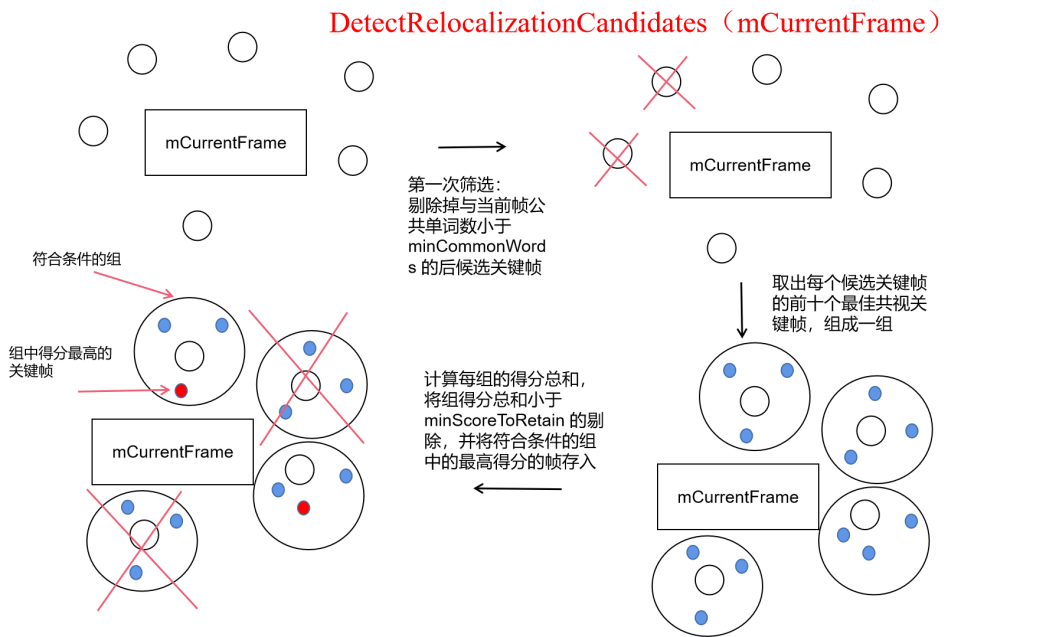 DetectRelocalizationCandidates（mCurrentFrame）
mCurrentFrame
第一次筛选：
剔除掉与当前帧公
共单词数小于
minCommonWord
s 的后候选关键帧
mCurrentFrame
取出每个候选关键帧
的前十个最佳共视关
键帧，组成一组
mCurrentFrame
计算每组的得分总和，
将组得分总和小于
minScoreToRetain 的剔
除，并将符合条件的组
中的最高得分的帧存入
符合条件的组
组中得分最高的
关键帧
mCurrentFrame